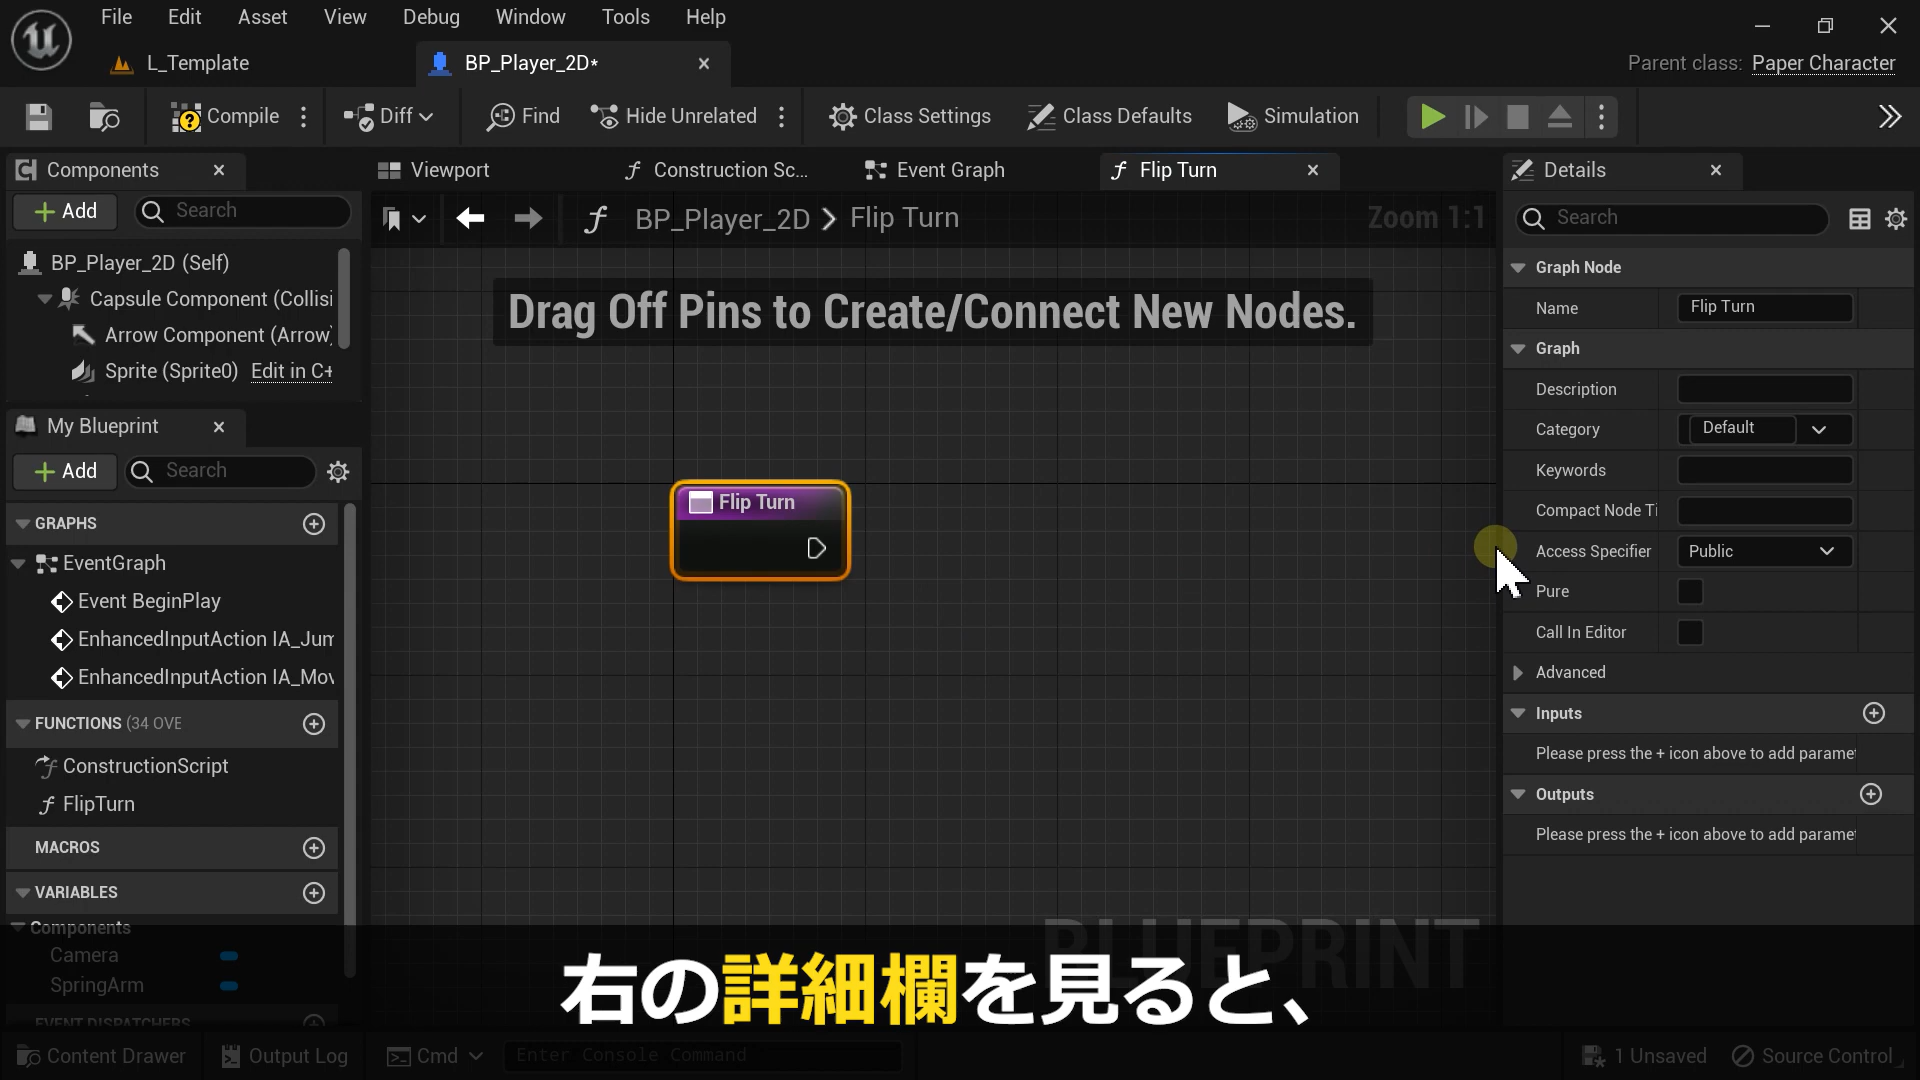 File Edit Asset View Debug Window Tools Help
L_Template
BP_Player_2D*
Parent class: Paper Character
Compile
Diff
Find
Hide Unrelated
Class Settings
Class Defaults
Simulation
Components
Add
Search
BP_Player_2D (Self)
Capsule Component (Collisi
Arrow Component (Arrow)
Sprite (Sprite0) Edit in C+
My Blueprint
Add
Search
GRAPHS
EventGraph
Event BeginPlay
EnhancedInputAction IA_Jum
EnhancedInputAction IA_Mov
FUNCTIONS (34 OVE
ConstructionScript
FlipTurn
MACROS
VARIABLES
Components
Camera
SpringArm
EVENT DISPATCHERS
Viewport
Construction Sc...
Event Graph
Flip Turn
BP_Player_2D > Flip Turn
Zoom 1:1
Drag Off Pins to Create/Connect New Nodes.
Flip Turn
BLUEPRINT
Details
Search
Graph Node
Name Flip Turn
Graph
Description
Category Default
Keywords
Compact Node Ti
Access Specifier Public
Pure
Call In Editor
Advanced
Inputs
Please press the + icon above to add paramet
Outputs
Please press the + icon above to add paramet
右の詳細欄を見ると、
Content Drawer
Output Log
Cmd
Enter Console Command
1 Unsaved
Source Control